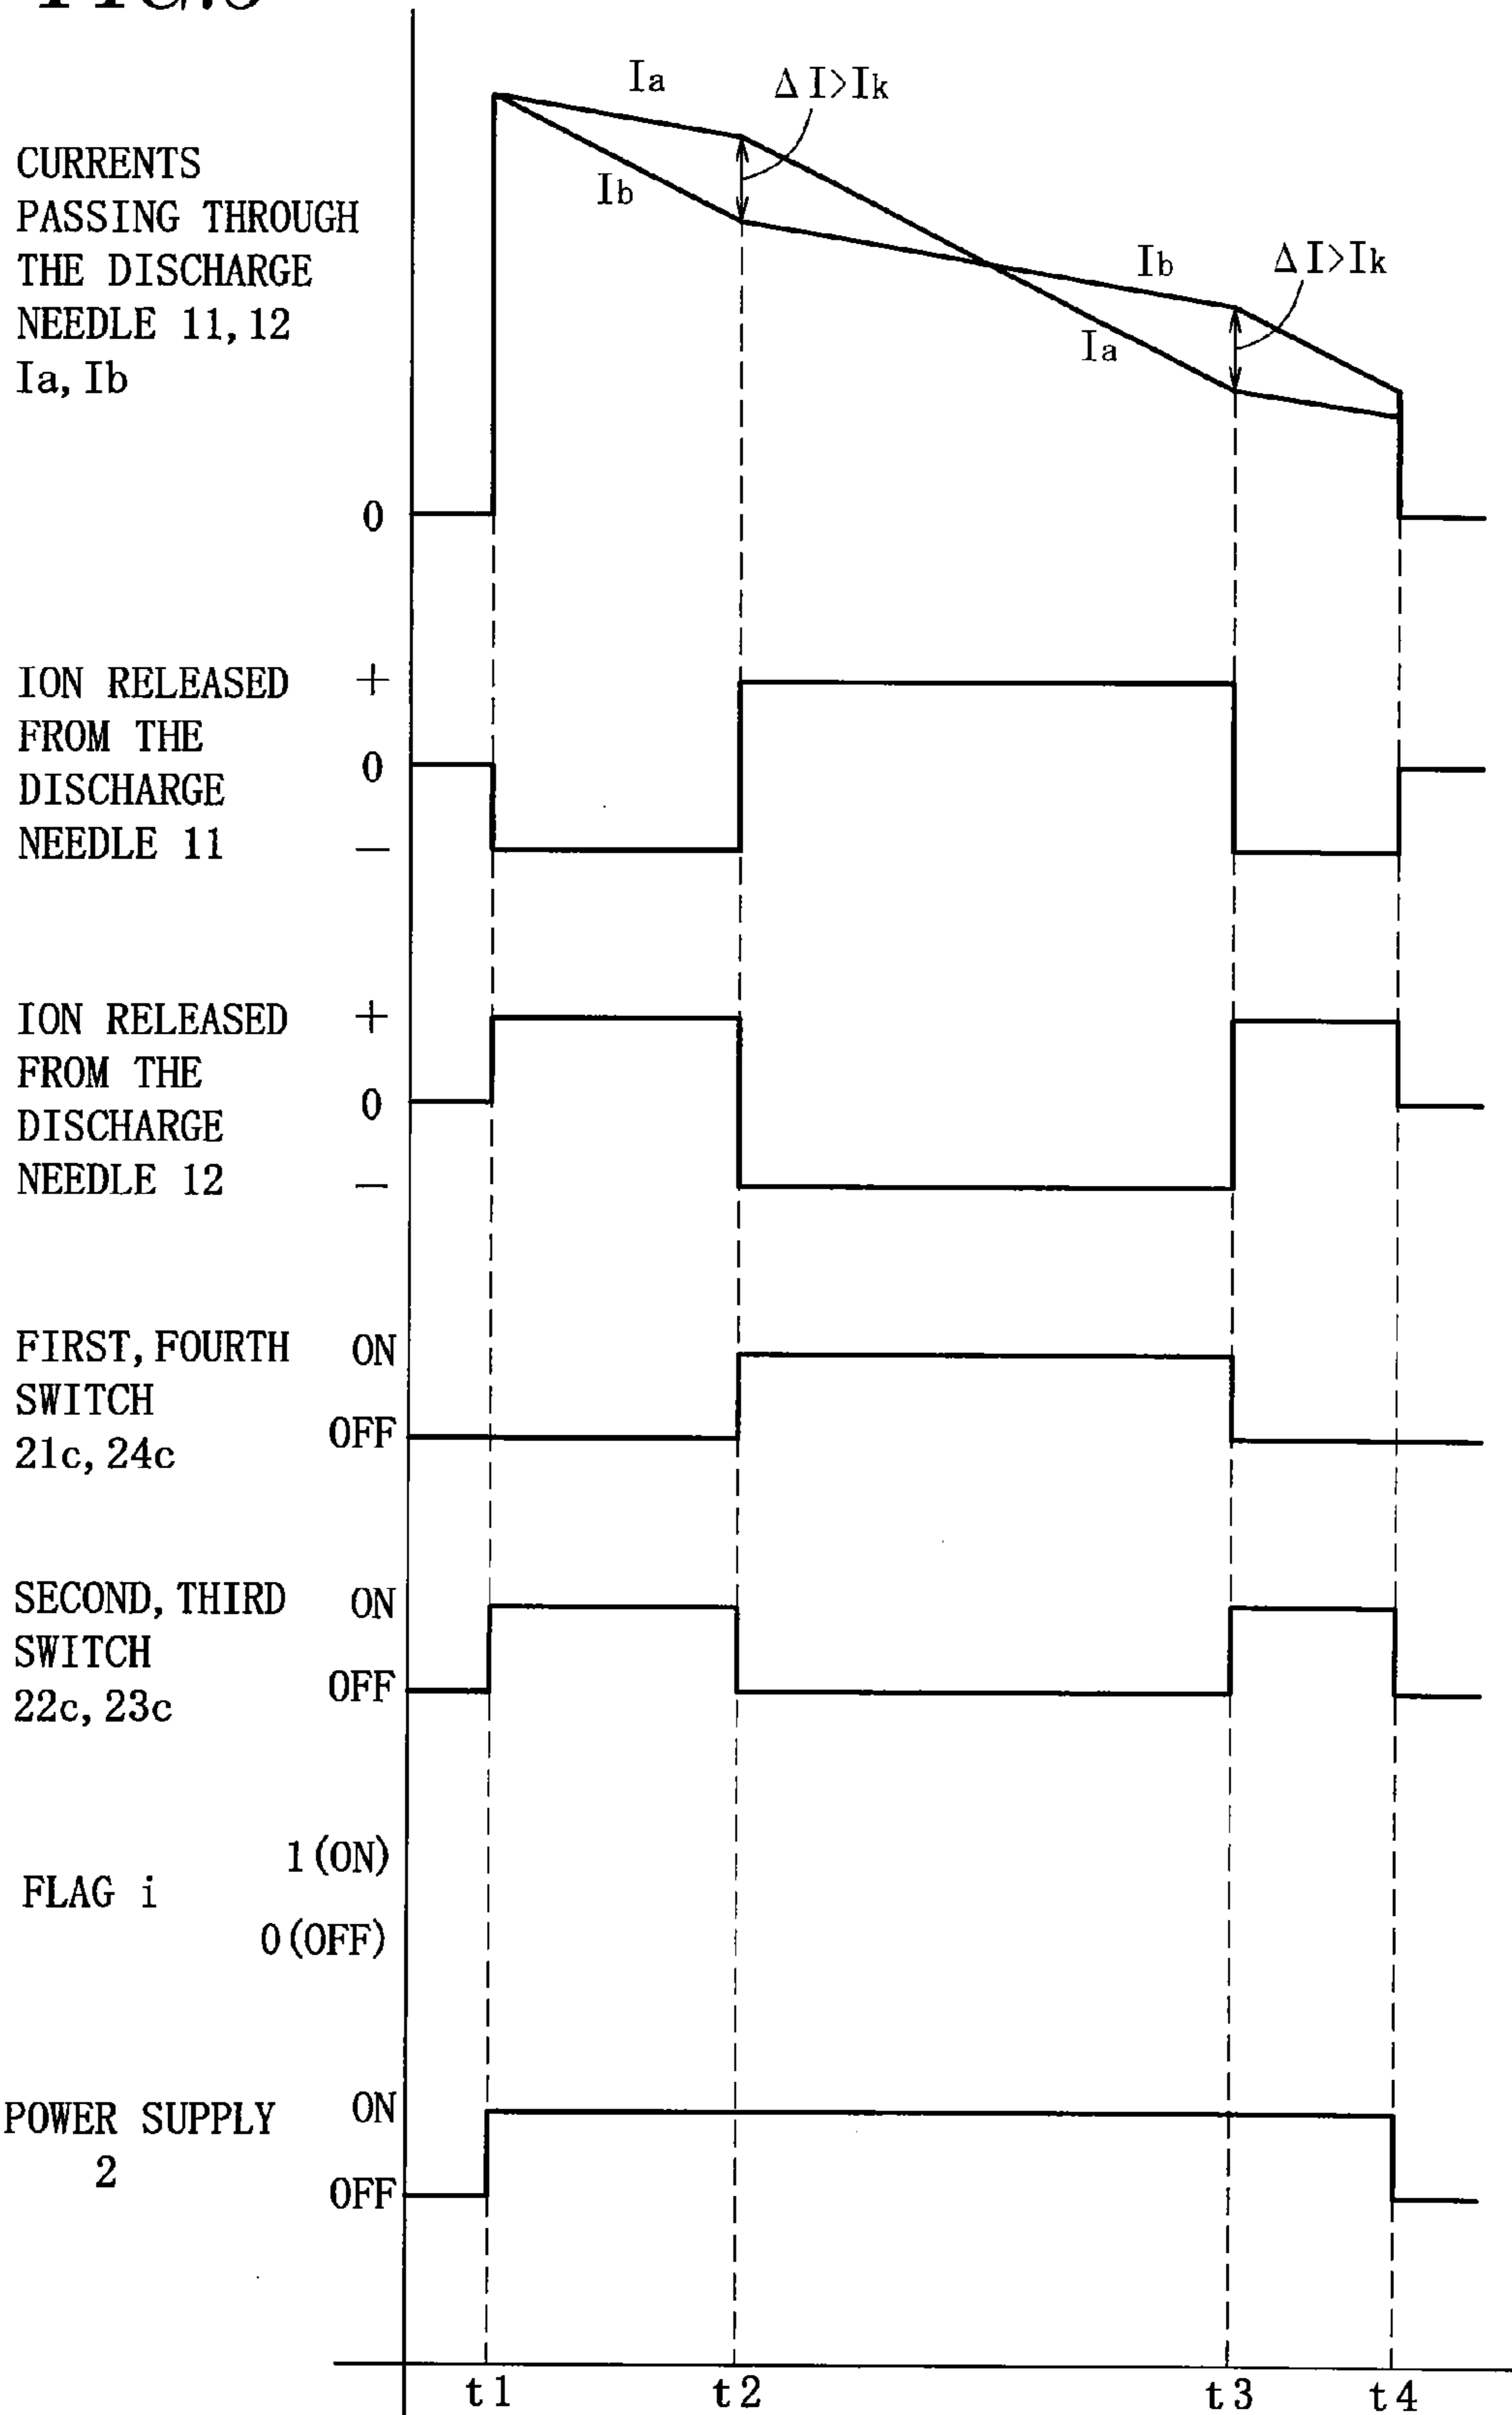 Ia
ΔI>Ik
CURRENTS
PASSING THROUGH
THE DISCHARGE
NEEDLE 11, 12
Ia, Ib
Ib
Ib
ΔI>Ik
Ia
0
ION RELEASED
FROM THE
DISCHARGE
NEEDLE 11
+
0
−
ION RELEASED
FROM THE
DISCHARGE
NEEDLE 12
+
0
−
FIRST, FOURTH
SWITCH
21c, 24c
ON
OFF
SECOND, THIRD
SWITCH
22c, 23c
ON
OFF
FLAG i
1 (ON)
0 (OFF)
POWER SUPPLY
2
ON
OFF
t1 t2 t3 t4